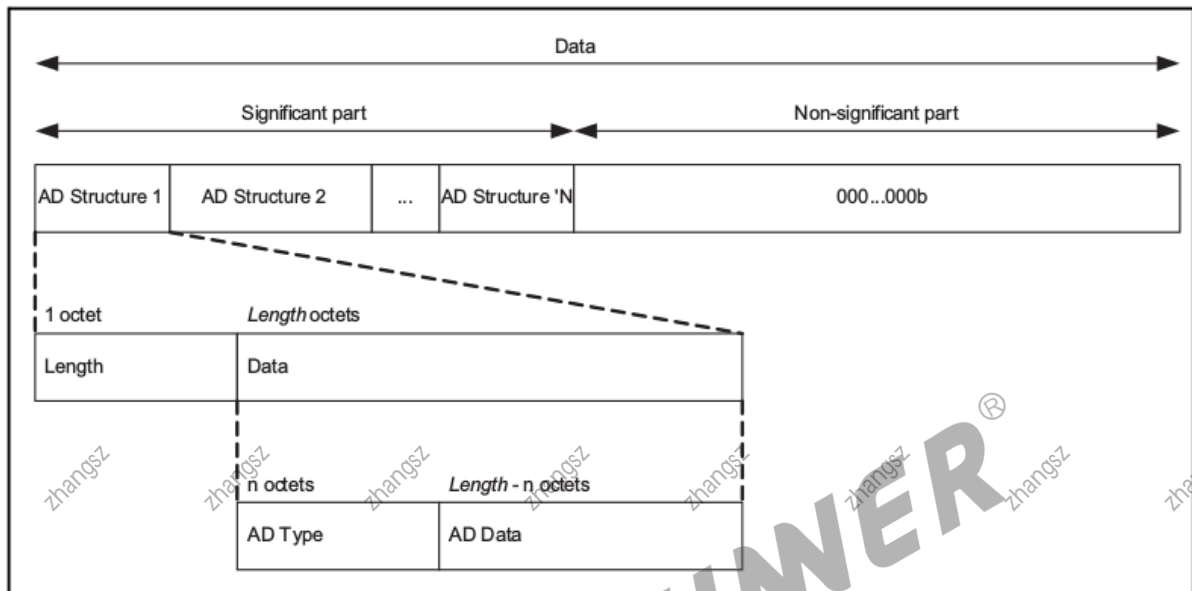 Data
Significant part
Non-significant part
AD Structure 1
AD Structure 2
...
AD Structure 'N
000...000b
1 octet
Length octets
Length
Data
n octets
Length - n octets
AD Type
AD Data
®
zhangsz
zhangsz
zhangsz
zhangsz
zhangsz
zhangsz